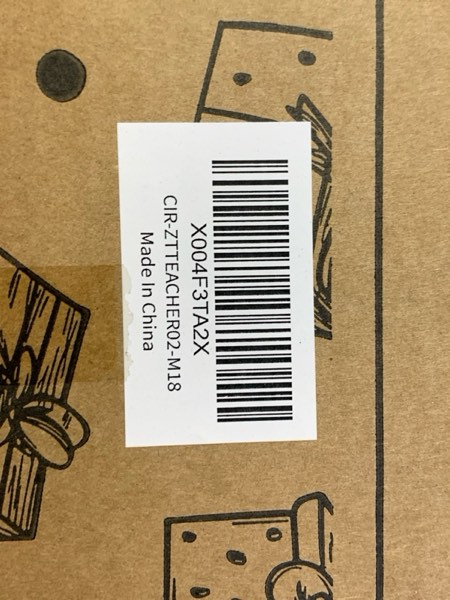 X004F3TA2X
CIR-ZTTEACHER02-M18
Made In China